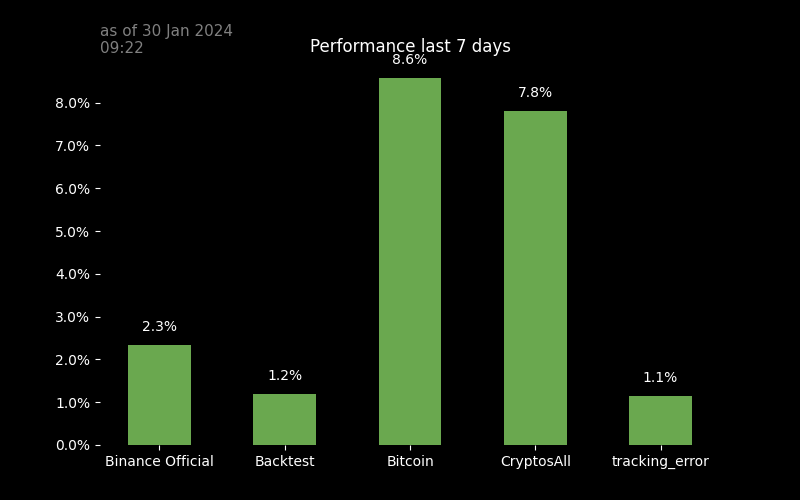 as of 30 Jan 2024
09:22
Performance last 7 days
8.6%
7.8%
2.3%
1.2%
1.1%
8.0%
7.0%
6.0%
5.0%
4.0%
3.0%
2.0%
1.0%
0.0%
Binance Official
Backtest
Bitcoin
CryptosAll
tracking_error